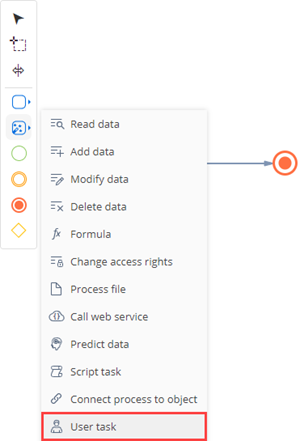 Read data
Add data
Modify data
Delete data
Formula
Change access rights
Process file
Call web service
Predict data
Script task
Connect process to object
User task